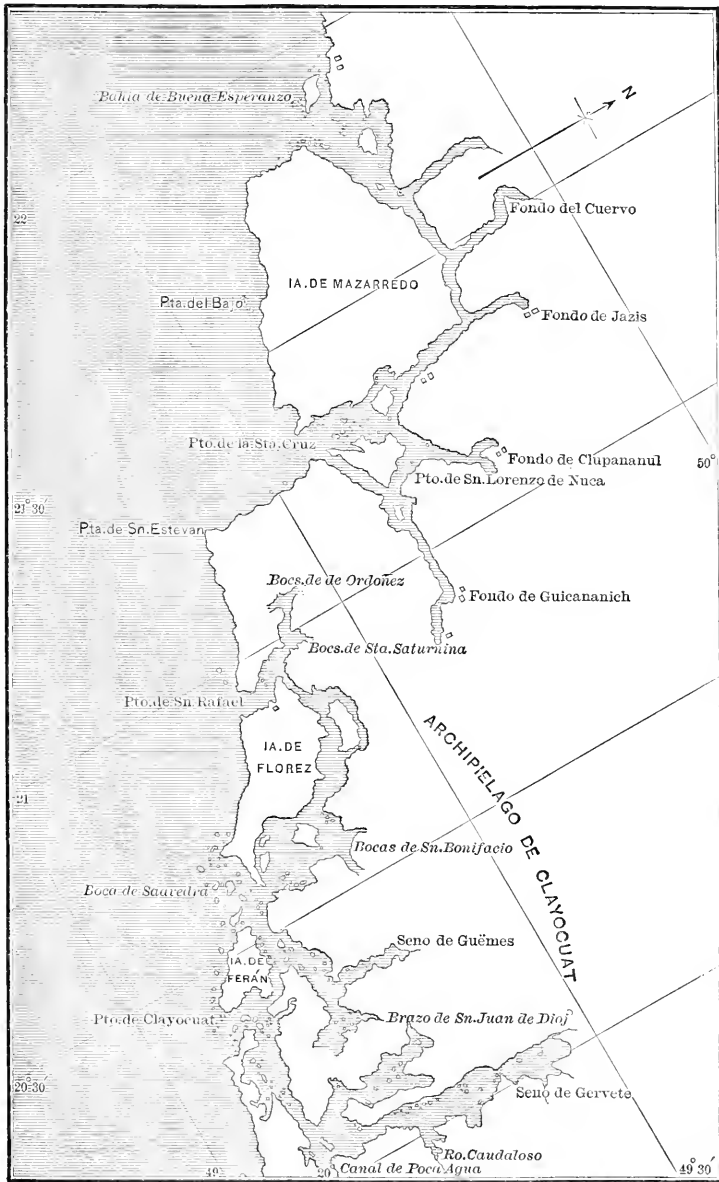 Bahia de Buena Esperanzo
N
Fondo del Cuervo
22
IA. DE MAZARREDO
Pta. del Bajo
Fondo de Jazis
Pto. de la Sta. Cruz
Fondo de Clupananul
50°
Pto. de Sn. Lorenzo de Nuca
21°30'
Pta. de Sn. Estevan
Bocs. de de Ordoñez
Fondo de Guicananich
Bocs. de Sta. Saturnina
Pto. de Sn. Rafael
IA. DE
FLOREZ
ARCHIPIELAGO DE CLAYOCUAT
21
Bocas de Sn. Bonifacio
Boca de Saavedra
Seno de Guëmes
IA. DE
FERÁN
Pto. de Clayocuat
Brazo de Sn. Juan de Dioſ
20°30'
Seno de Gervete
Ro. Caudaloso
49°
20°
Canal de Poca Agua
49°30'